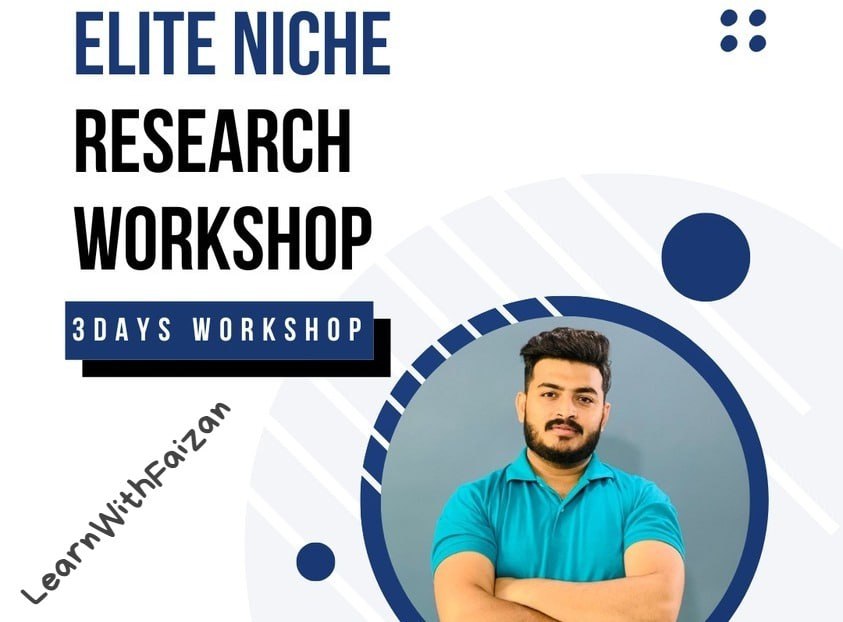 ELITE NICHE
RESEARCH
WORKSHOP
3DAYS WORKSHOP
LearnWithFaizan